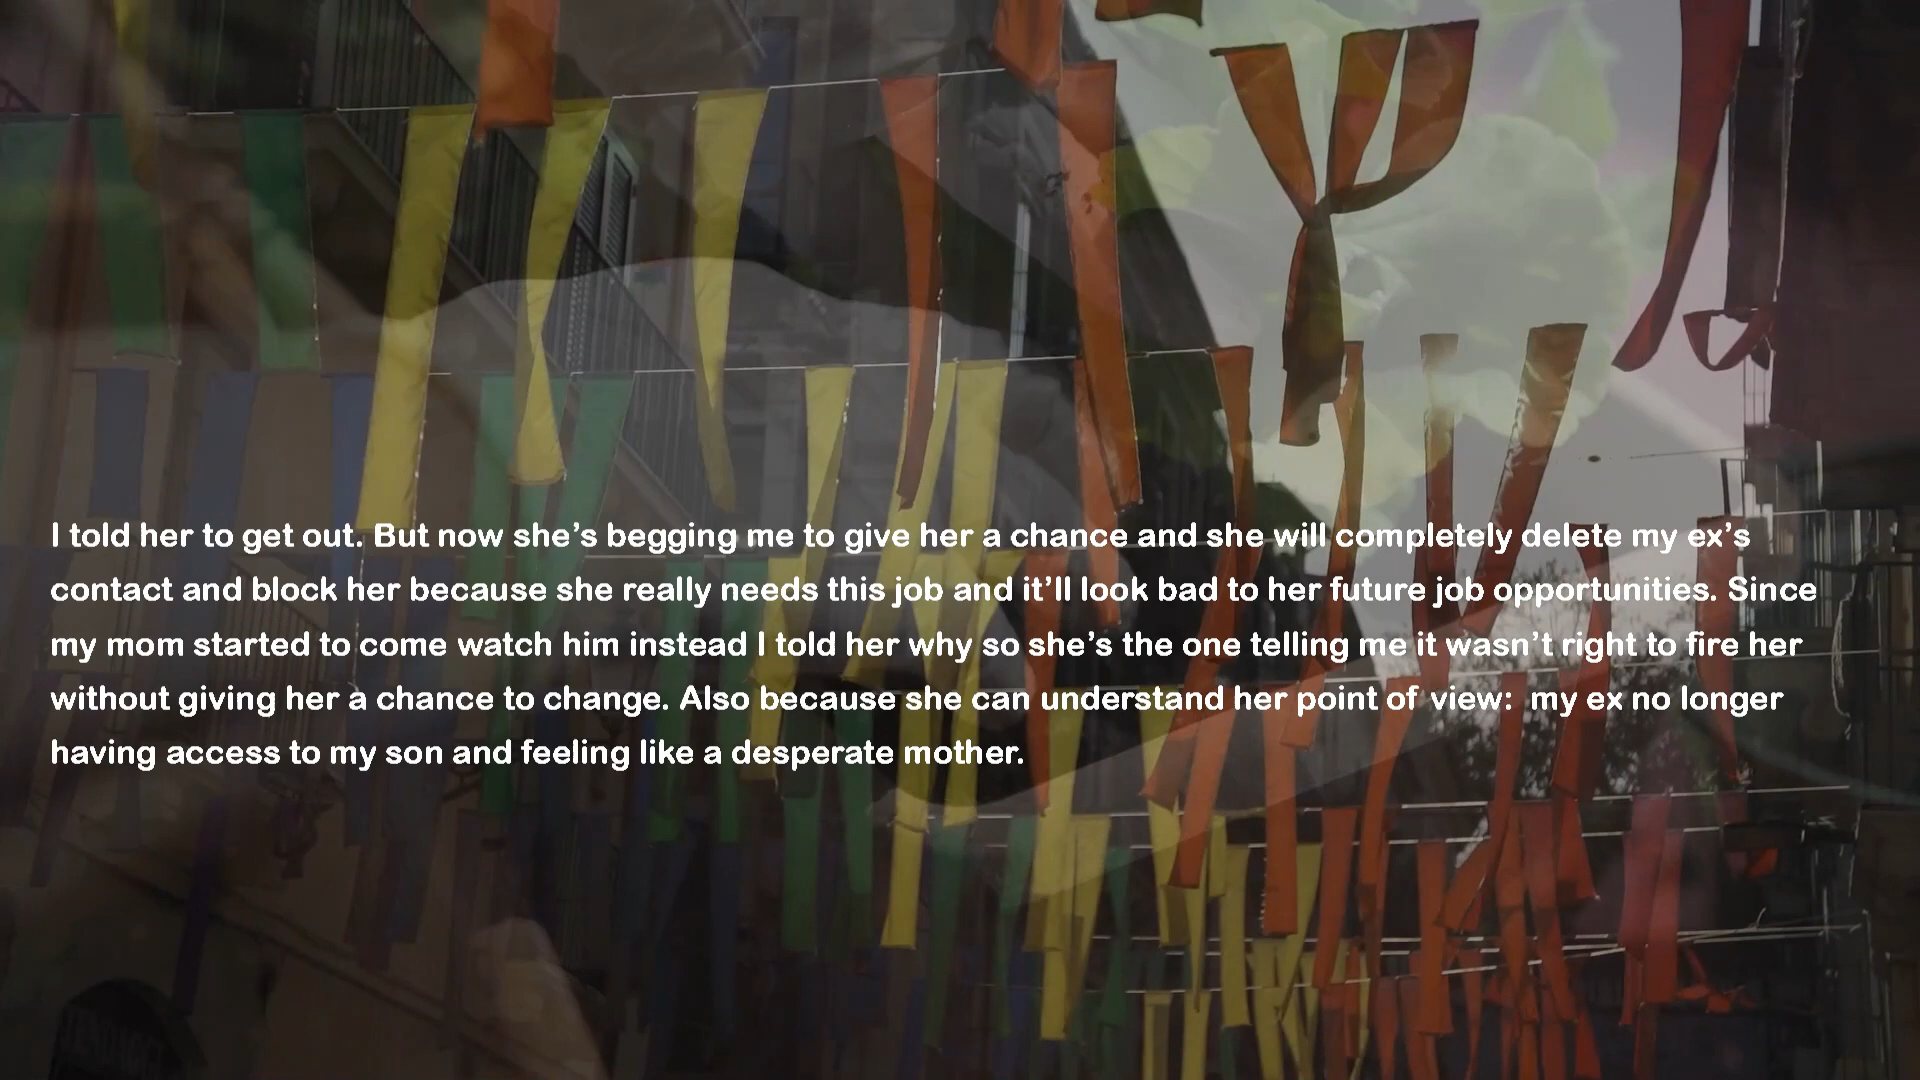 I told her to get out. But now she’s begging me to give her a chance and she will completely delete my ex’s
contact and block her because she really needs this job and it’ll look bad to her future job opportunities. Since
my mom started to come watch him instead I told her why so she’s the one telling me it wasn’t right to fire her
without giving her a chance to change. Also because she can understand her point of view:  my ex no longer
having access to my son and feeling like a desperate mother.